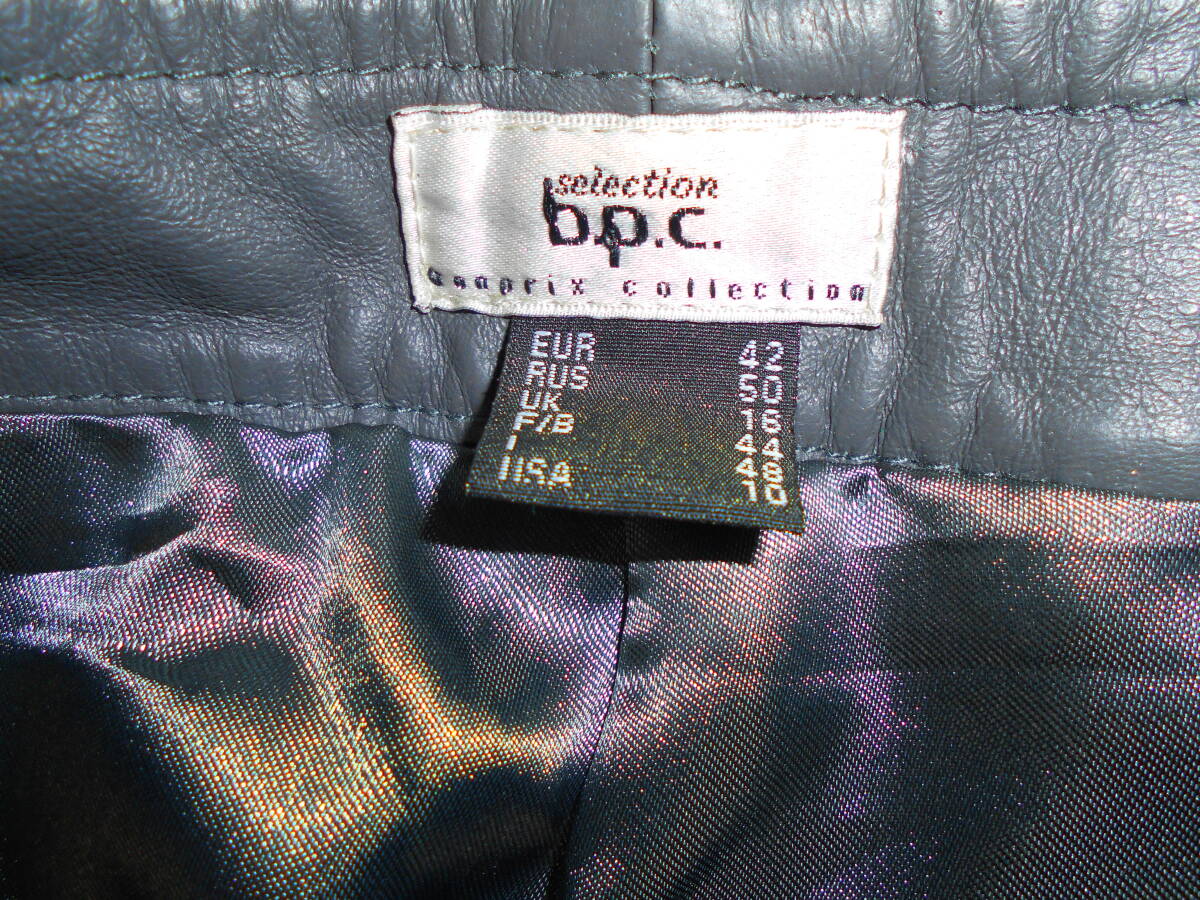 selection
b.p.c.
bonprix collection
EUR 42
RUS 50
UK 16
F/B 44
I 48
USA 10